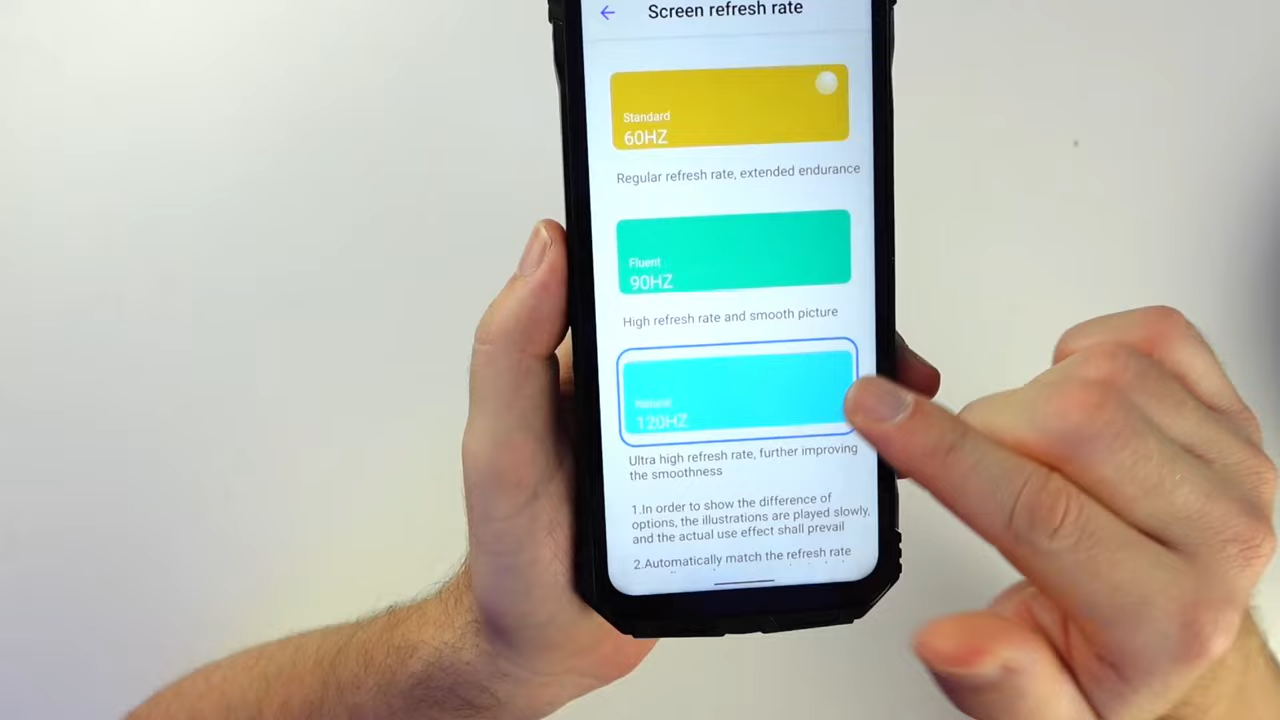 Screen refresh rate
Standard
60HZ
Regular refresh rate, extended endurance
Fluent
90HZ
High refresh rate and smooth picture
Natural
120HZ
Ultra high refresh rate, further improving
the smoothness
1.In order to show the difference of
options, the illustrations are played slowly,
and the actual use effect shall prevail
2.Automatically match the refresh rate